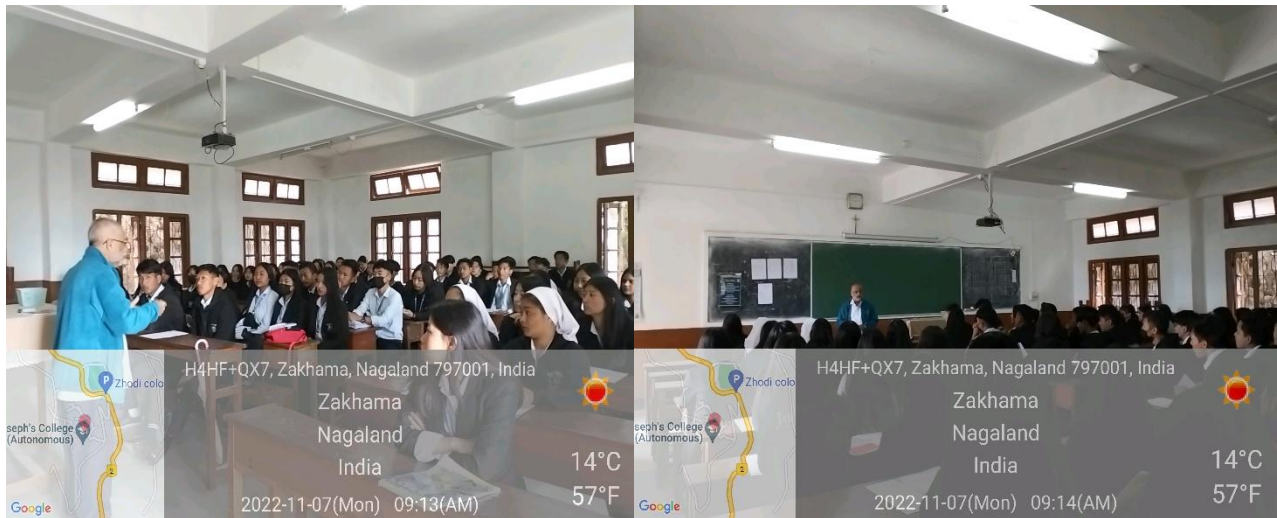 H4HF+QX7, Zakhama, Nagaland 797001, India
Zakhama
Nagaland
India
2022-11-07(Mon) 09:13(AM)
14°C
57°F
Zhodi colo
seph's College
(Autonomous)
2
Google
H4HF+QX7, Zakhama, Nagaland 797001, India
Zakhama
Nagaland
India
2022-11-07(Mon) 09:14(AM)
14°C
57°F
Zhodi colo
seph's College
(Autonomous)
2
Google